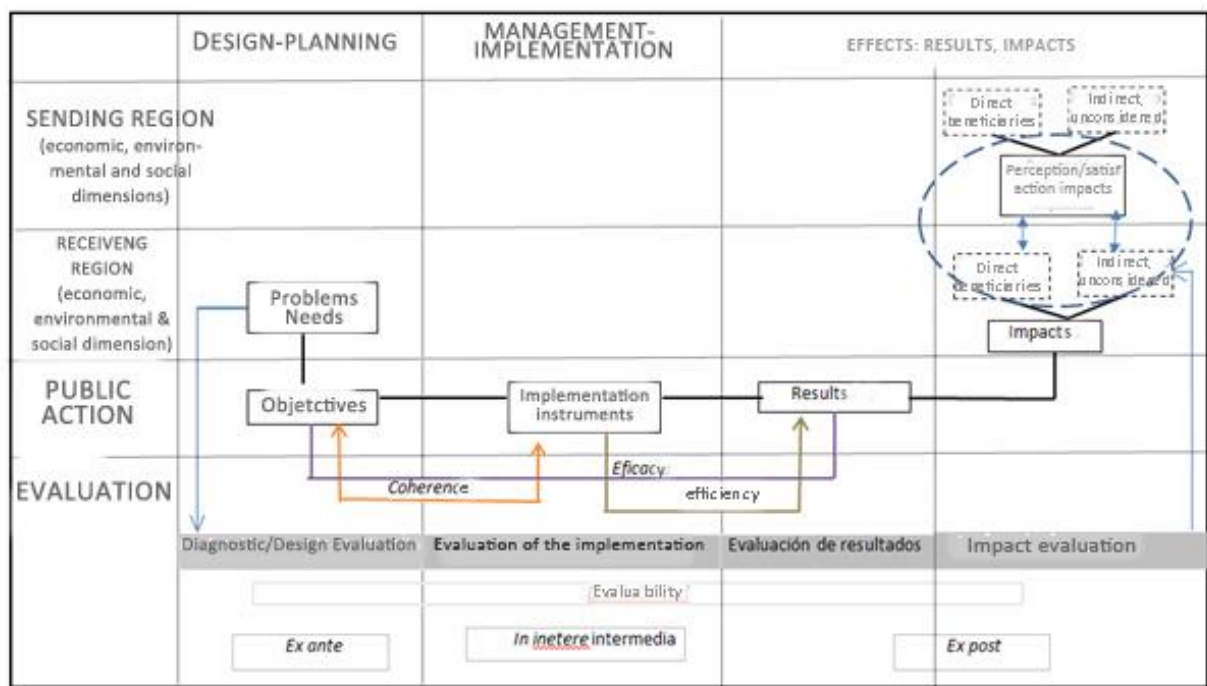 DESIGN-PLANNING
MANAGEMENT-
IMPLEMENTATION
EFFECTS: RESULTS, IMPACTS
SENDING REGION
(economic, environ-
mental and social
dimensions)
Direct
beneficiaries
Indirect,
unconsidered
Perception/satisf
action impacts
RECEIVENG
REGION
(economic,
environmental &
social dimension)
Problems
Needs
Direct
beneficiaries
Indirect,
unconsidered
Impacts
PUBLIC
ACTION
Objetctives
Implementation
instruments
Results
EVALUATION
Coherence
Eficacy
efficiency
Diagnostic/Design Evaluation
Evaluation of the implementation
Evaluación de resultados
Impact evaluation
Evaluability
Ex ante
In inetere intermedia
Ex post